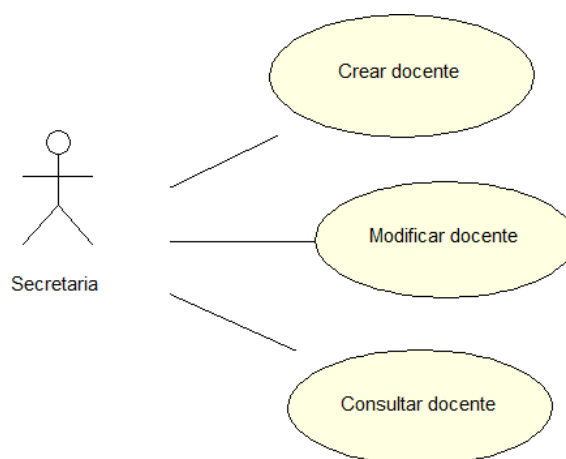 Crear docente
Modificar docente
Secretaria
Consultar docente